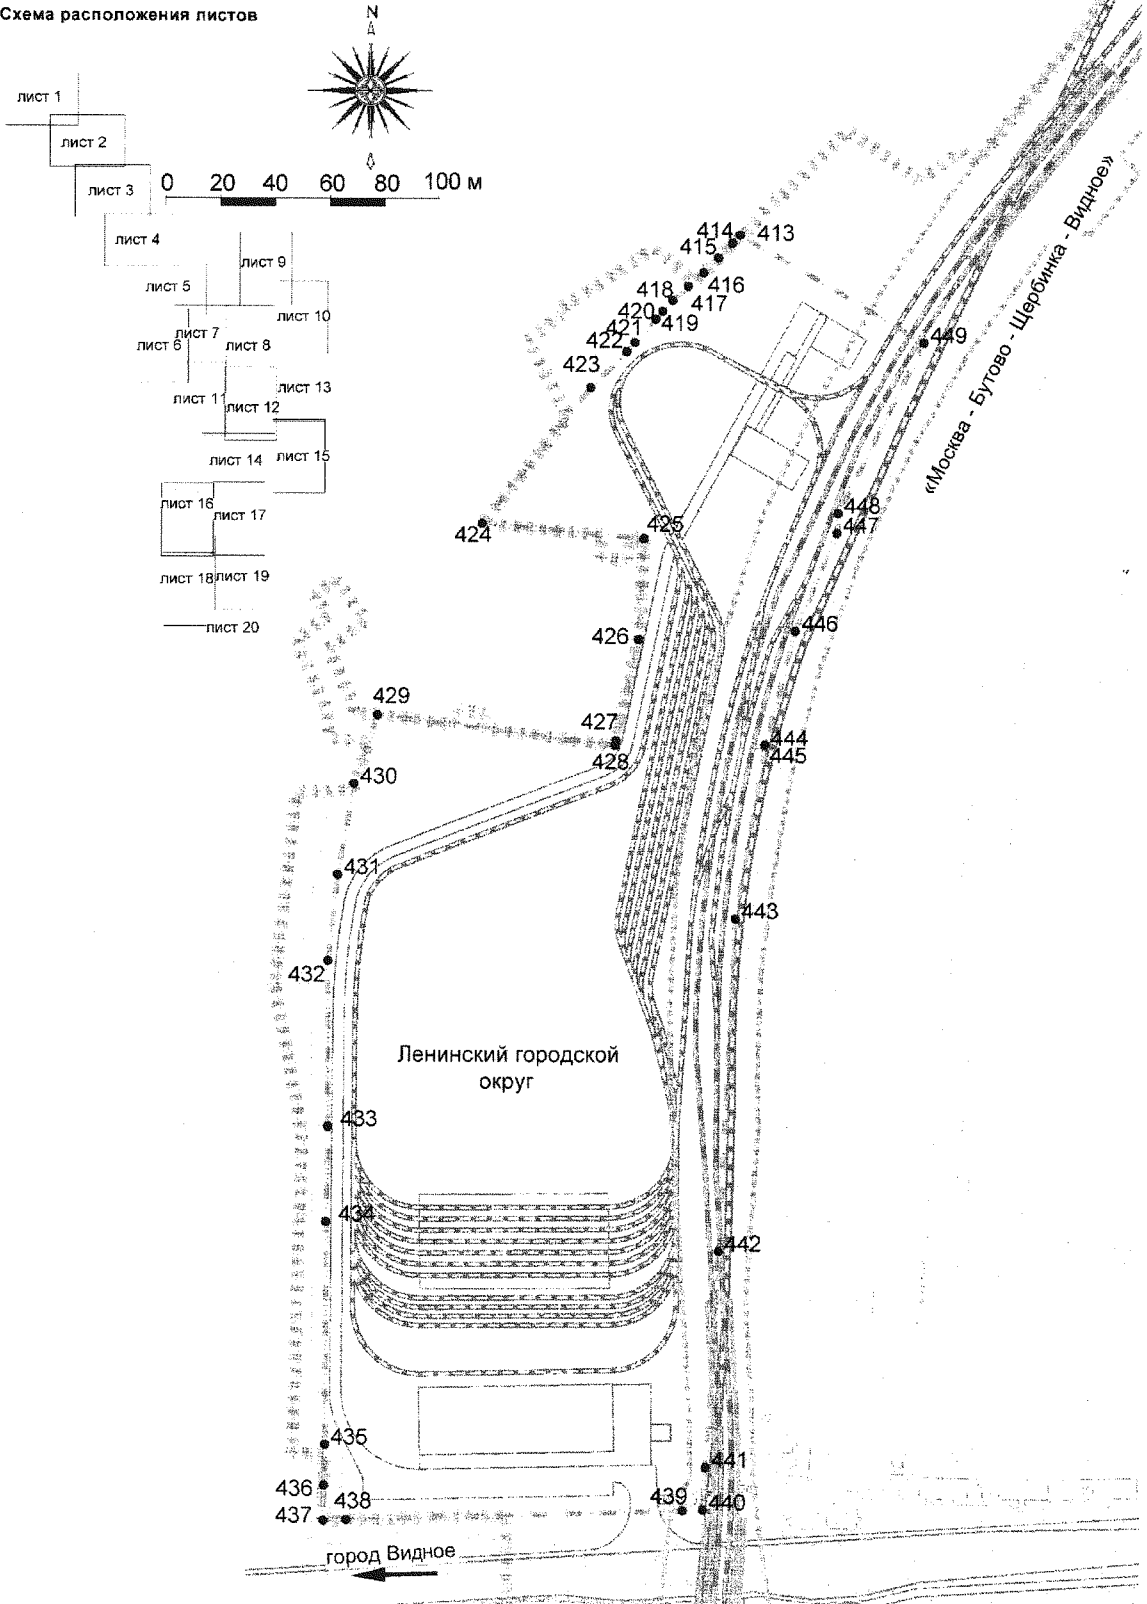 Схема расположения листов
N
лист 1
лист 2
лист 3
лист 4
лист 5
лист 9
лист 10
лист 7
лист 6
лист 8
лист 13
лист 11
лист 12
лист 14
лист 15
лист 16
лист 17
лист 18
лист 19
лист 20
0 20 40 60 80 100 м
413
414
415
416
417
418
419
420
421
422
423
424
425
426
427
428
429
430
431
432
433
434
435
436
437
438
439
440
441
442
443
444
445
446
447
448
449
«Москва - Бутово - Щербинка - Видное»
Ленинский городской
округ
город Видное